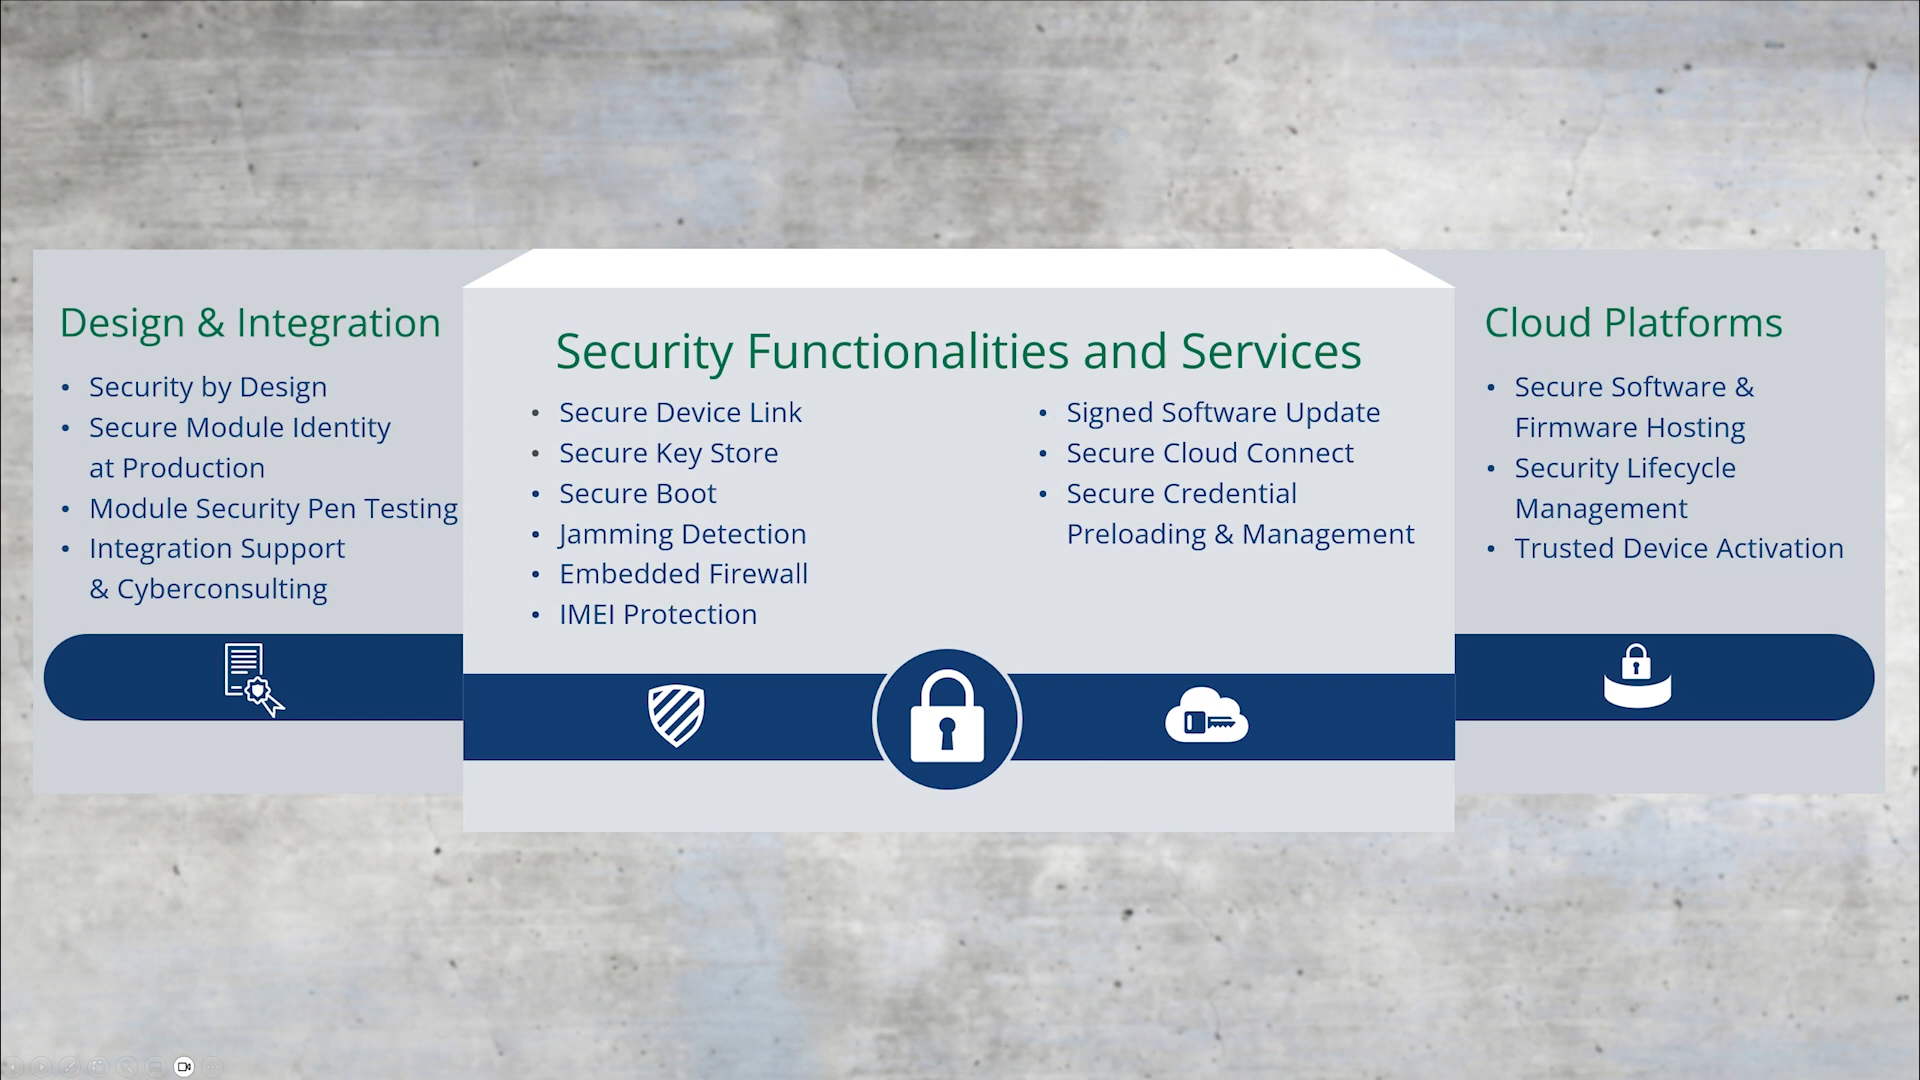 Design & Integration
• Security by Design
• Secure Module Identity
at Production
• Module Security Pen Testing
• Integration Support
& Cyberconsulting
Security Functionalities and Services
• Secure Device Link
• Secure Key Store
• Secure Boot
• Jamming Detection
• Embedded Firewall
• IMEI Protection
• Signed Software Update
• Secure Cloud Connect
• Secure Credential
Preloading & Management
Cloud Platforms
• Secure Software &
Firmware Hosting
• Security Lifecycle
Management
• Trusted Device Activation